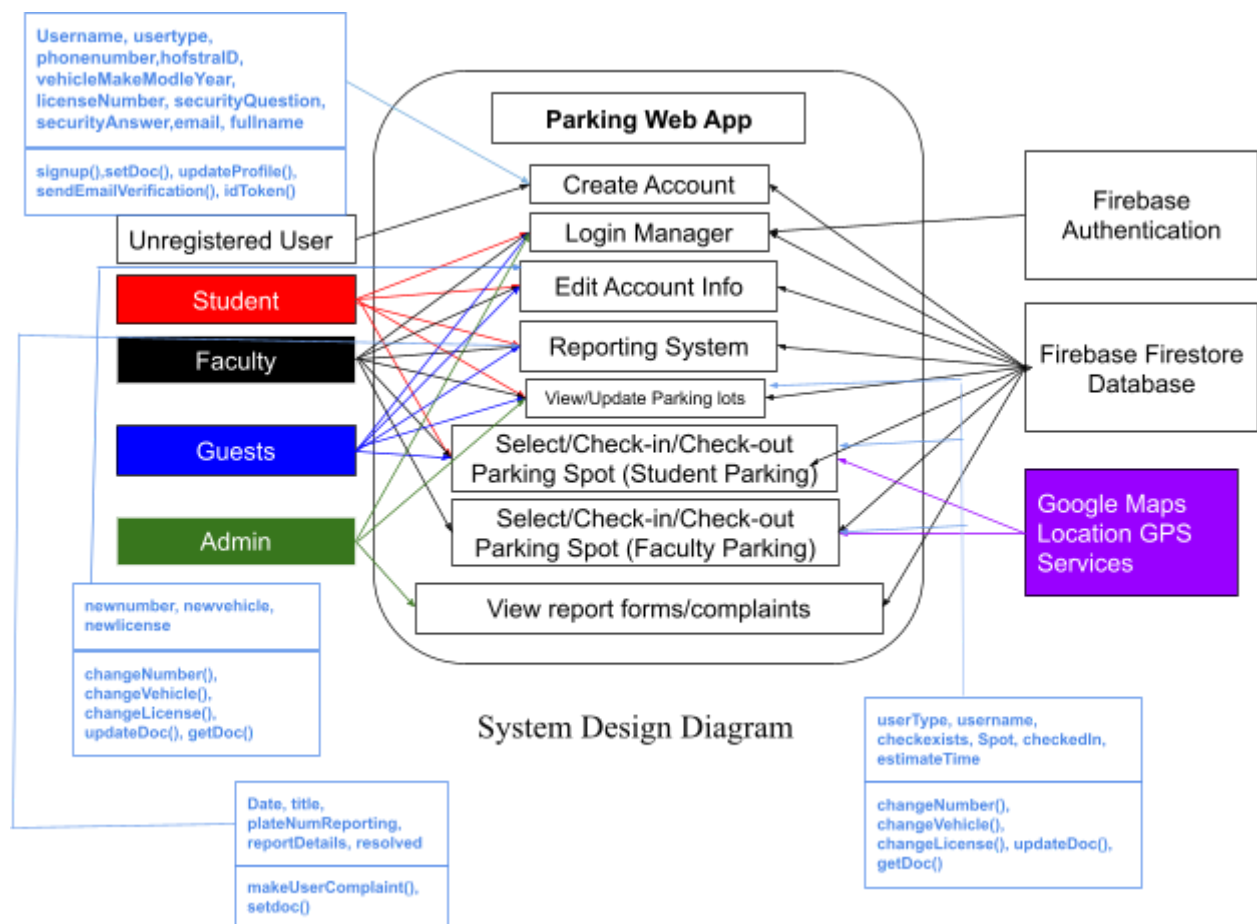 Username, usertype,
phonenumber,hofstraID,
vehicleMakeModleYear,
licenseNumber, securityQuestion,
securityAnswer,email, fullname
signup(),setDoc(), updateProfile(),
sendEmailVerification(), idToken()
Unregistered User
Student
Faculty
Guests
Admin
Parking Web App
Create Account
Login Manager
Edit Account Info
Reporting System
View/Update Parking lots
Select/Check-in/Check-out
Parking Spot (Student Parking)
Select/Check-in/Check-out
Parking Spot (Faculty Parking)
View report forms/complaints
Firebase
Authentication
Firebase Firestore
Database
Google Maps
Location GPS
Services
newnumber, newvehicle,
newlicense
changeNumber(),
changeVehicle(),
changeLicense(),
updateDoc(), getDoc()
System Design Diagram
Date, title,
plateNumReporting,
reportDetails, resolved
makeUserComplaint(),
setdoc()
userType, username,
checkexists, Spot, checkedIn,
estimateTime
changeNumber(),
changeVehicle(),
changeLicense(), updateDoc(),
getDoc()